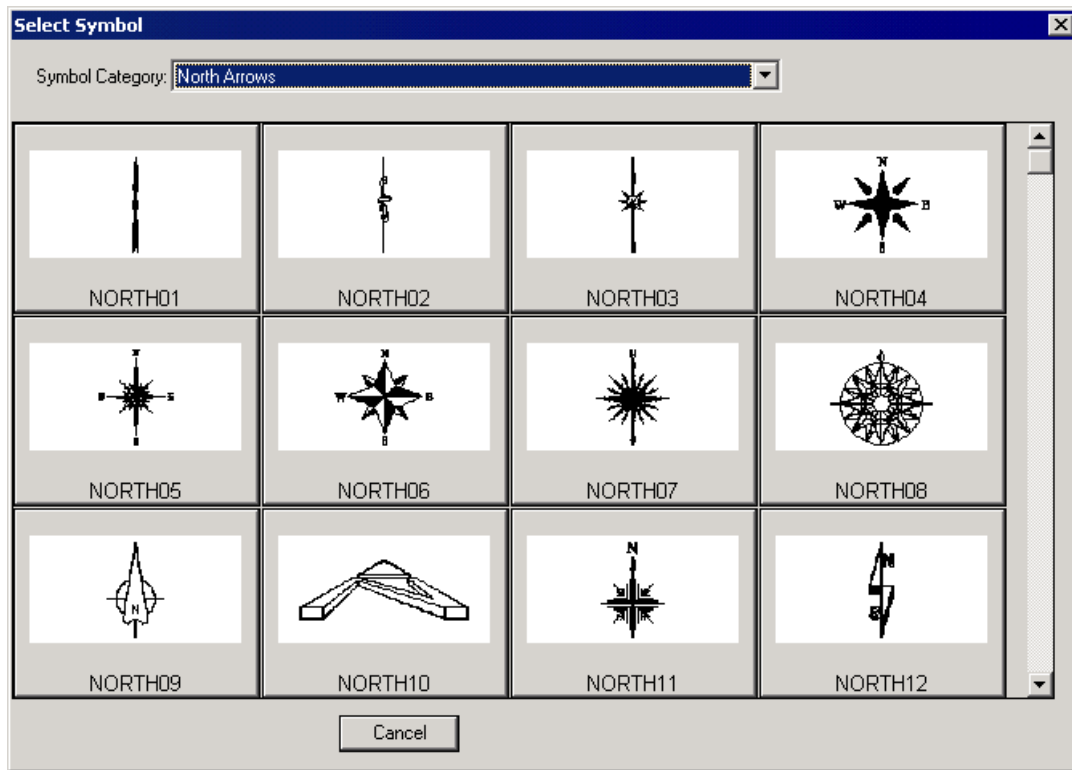 Select Symbol
Symbol Category: North Arrows
NORTH01 NORTH02 NORTH03 NORTH04
N
W E
S
NORTH05 NORTH06 NORTH07 NORTH08
N
W
NORTH09 NORTH10 NORTH11 NORTH12
N
N
N
Cancel